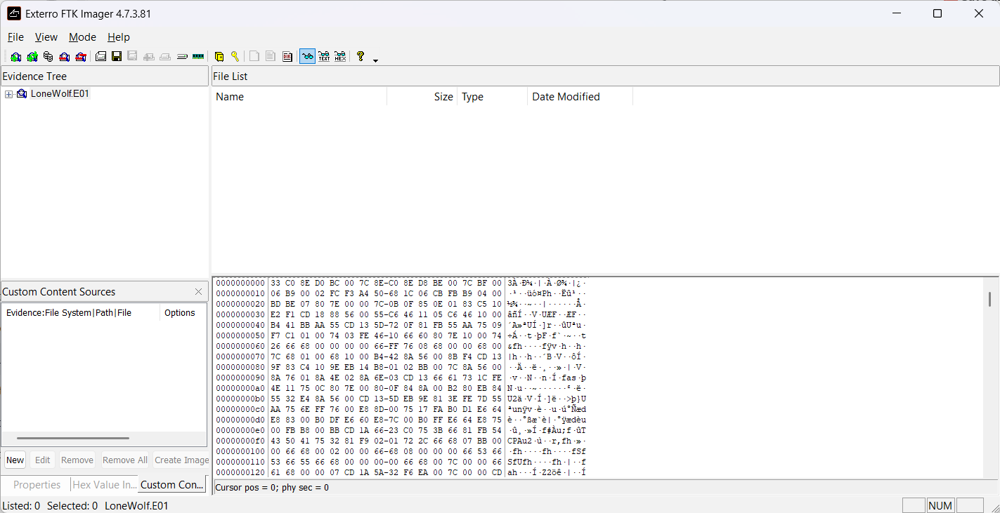 Exterro FTK Imager 4.7.3.81
File View Mode Help
Evidence Tree
File List
LoneWolf.E01
Name Size Type Date Modified
Custom Content Sources
Evidence:File System|Path|File Options
New Edit Remove Remove All Create Image
Properties Hex Value In... Custom Con...
0000000000 33 C0 8E D0 BC 00 7C 8E-C0 8E D8 BE 00 7C BF 00 3À·Ð¼·|·À·Ø¾·|¿·
0000000010 06 B9 00 02 FC F3 A4 50-68 1C 06 CB FB B9 04 00 ·¹··üó¤Ph··Ëû¹··
0000000020 BD BE 07 80 7E 00 00 7C-0B 0F 85 0E 01 83 C5 10 ½¾··~··|······Å·
0000000030 E2 F1 CD 18 88 56 00 55-C6 46 11 05 C6 46 10 00 âñÍ··V·UÆF··ÆF··
0000000040 B4 41 BB AA 55 CD 13 5D-72 0F 81 FB 55 AA 75 09 ´A»ªUÍ·]r··ûUªu·
0000000050 F7 C1 01 00 74 03 FE 46-10 66 60 80 7E 10 00 74 ÷Á··t·þF·f`·~··t
0000000060 26 66 68 00 00 00 00 66-FF 76 08 68 00 00 68 00 &fh····fÿv·h··h·
0000000070 7C 68 01 00 68 10 00 B4-42 8A 56 00 8B F4 CD 13 |h··h··´B·V··ôÍ·
0000000080 9F 83 C4 10 9E EB 14 B8-01 02 BB 00 7C 8A 56 00 ··Ä··ë·¸··»·|·V·
0000000090 8A 76 01 8A 4E 02 8A 6E-03 CD 13 66 61 73 1C FE ·v··N··n·Í·fas·þ
00000000a0 4E 11 75 0C 80 7E 00 80-0F 84 8A 00 B2 80 EB 84 N·u··~······²·ë·
00000000b0 55 32 E4 8A 56 00 CD 13-5D EB 9E 81 3E FE 7D 55 U2ä·V·Í·]ë··>þ}U
00000000c0 AA 75 6E FF 76 00 E8 8D-00 75 17 FA B0 D1 E6 64 ªunÿv·è··u·ú°Ñæd
00000000d0 E8 83 00 B0 DF E6 60 E8-7C 00 B0 FF E6 64 E8 75 è··°ßæ`è|·°ÿædèu
00000000e0 00 FB B8 00 BB CD 1A 66-23 C0 75 3B 66 81 FB 54 ·û¸·»Í·f#Àu;f·ûT
00000000f0 43 50 41 75 32 81 F9 02-01 72 2C 66 68 07 BB 00 CPAu2·ù··r,fh·»·
0000000100 00 66 68 00 02 00 00 66-68 08 00 00 00 66 53 66 ·fh····fh····fSf
0000000110 53 66 55 66 68 00 00 00-00 66 68 00 7C 00 00 66 SfUfh····fh·|··f
0000000120 61 68 00 00 07 CD 1A 5A-32 F6 EA 00 7C 00 00 CD ah···Í·Z2öê·|··Í
Cursor pos = 0; phy sec = 0
Listed: 0 Selected: 0 LoneWolf.E01 NUM